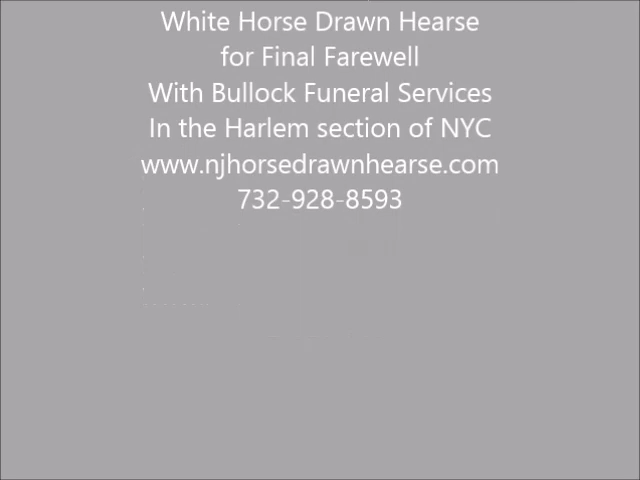 White Horse Drawn Hearse
for Final Farewell
With Bullock Funeral Services
In the Harlem section of NYC
www.njhorsedrawnhearse.com
732-928-8593